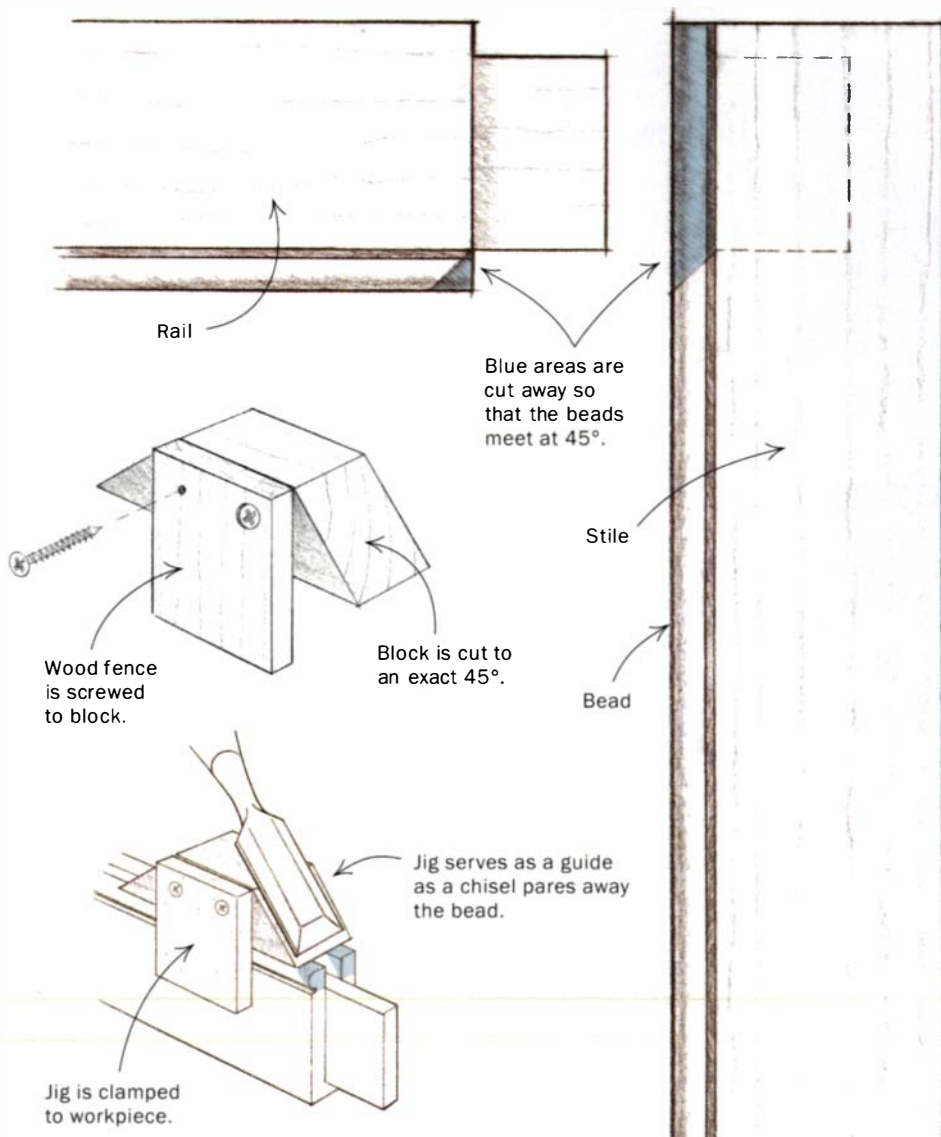 Rail
Blue areas are
cut away so
that the beads
meet at 45°.
Stile
Wood fence
is screwed
to block.
Block is cut to
an exact 45°.
Bead
Jig serves as a guide
as a chisel pares away
the bead.
Jig is clamped
to workpiece.